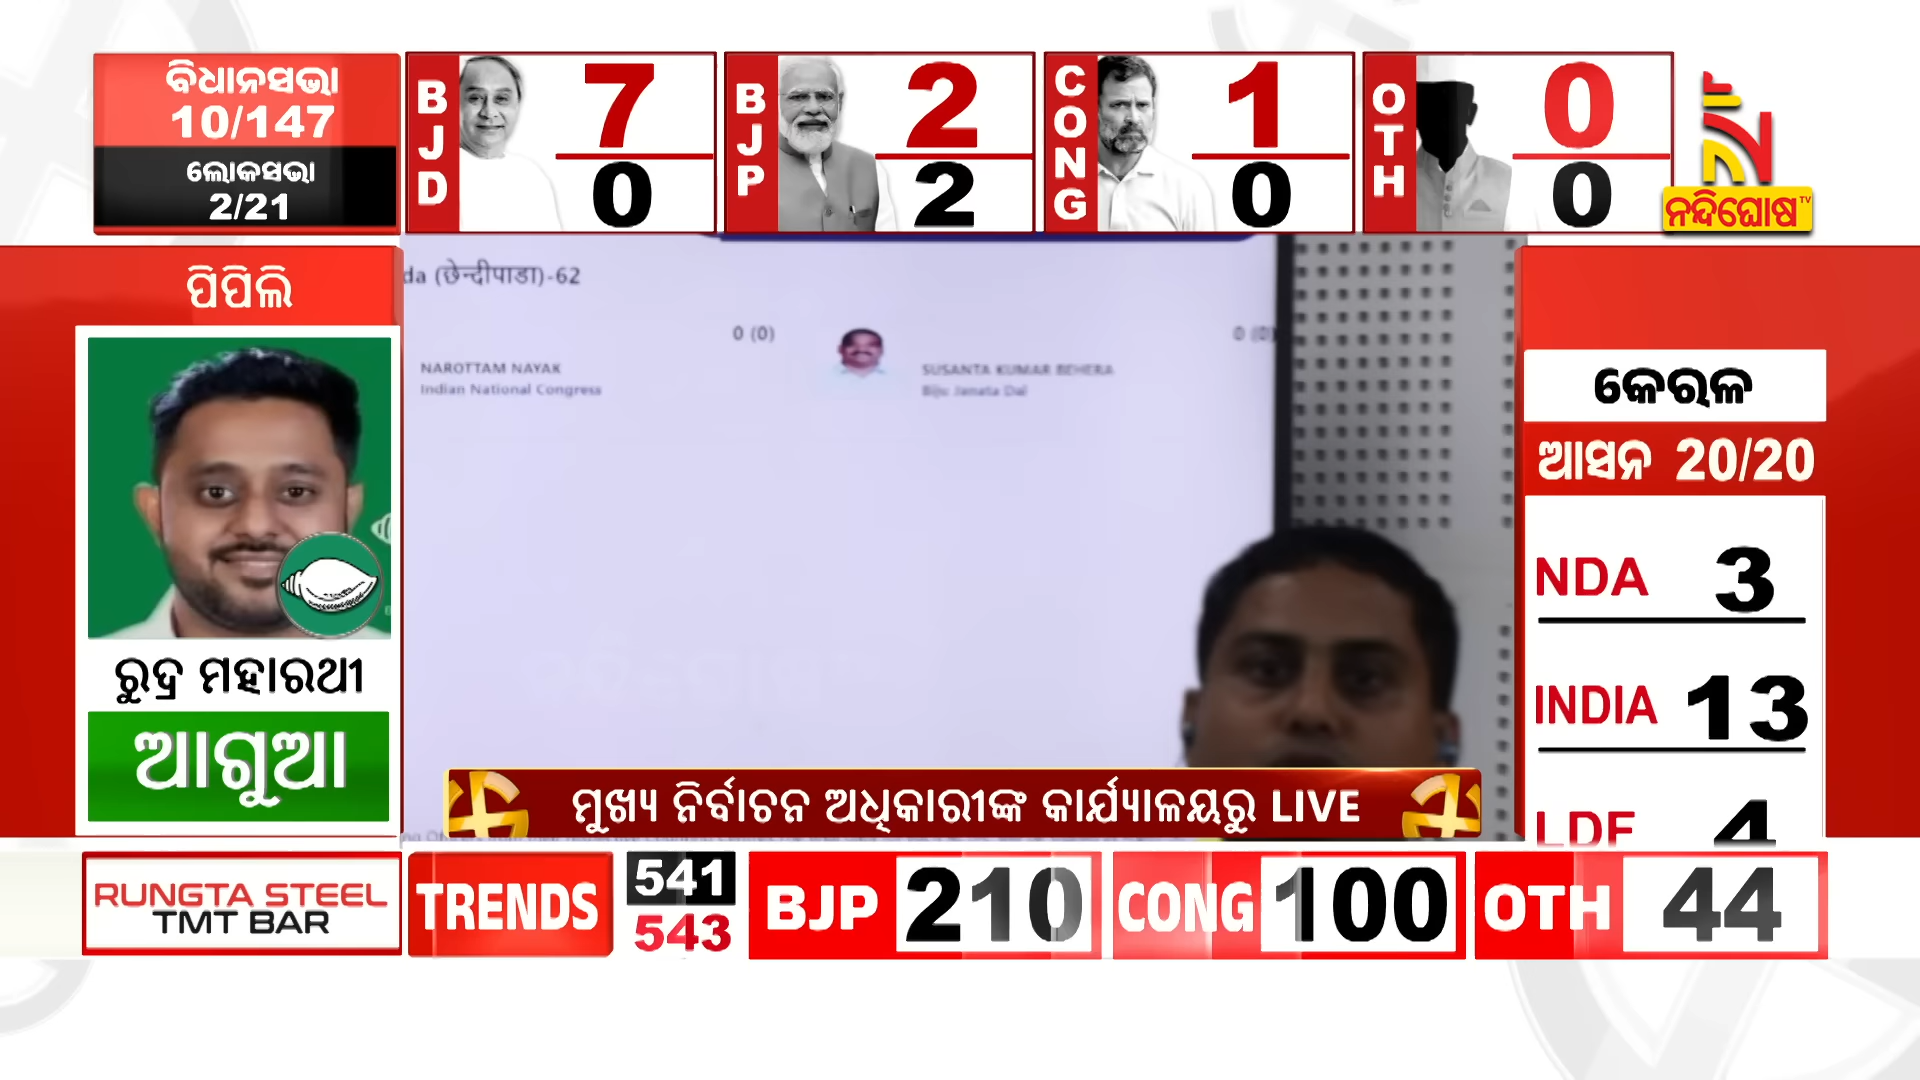 ବିଧାନସଭା
10/147
ଲୋକସଭା
2/21
BJD
7
0
BJP
2
2
CONG
1
0
OTH
0
0
ନନ୍ଦିଘୋଷ TV
ପିପିଲି
ରୁଦ୍ର ମହାରଥୀ
ଆଗୁଆ
da (छेन्दीपाडा)-62
0 (0)
NAROTTAM NAYAK
Indian National Congress
0 (0)
SUSANTA KUMAR BEHERA
Biju Janata Dal
କେରଳ
ଆସନ 20/20
NDA 3
INDIA 13
LDF 4
ମୁଖ୍ୟ ନିର୍ବାଚନ ଅଧିକାରୀଙ୍କ କାର୍ଯ୍ୟାଳୟରୁ LIVE
RUNGTA STEEL
TMT BAR
TRENDS
541
543
BJP 210
CONG 100
OTH 44